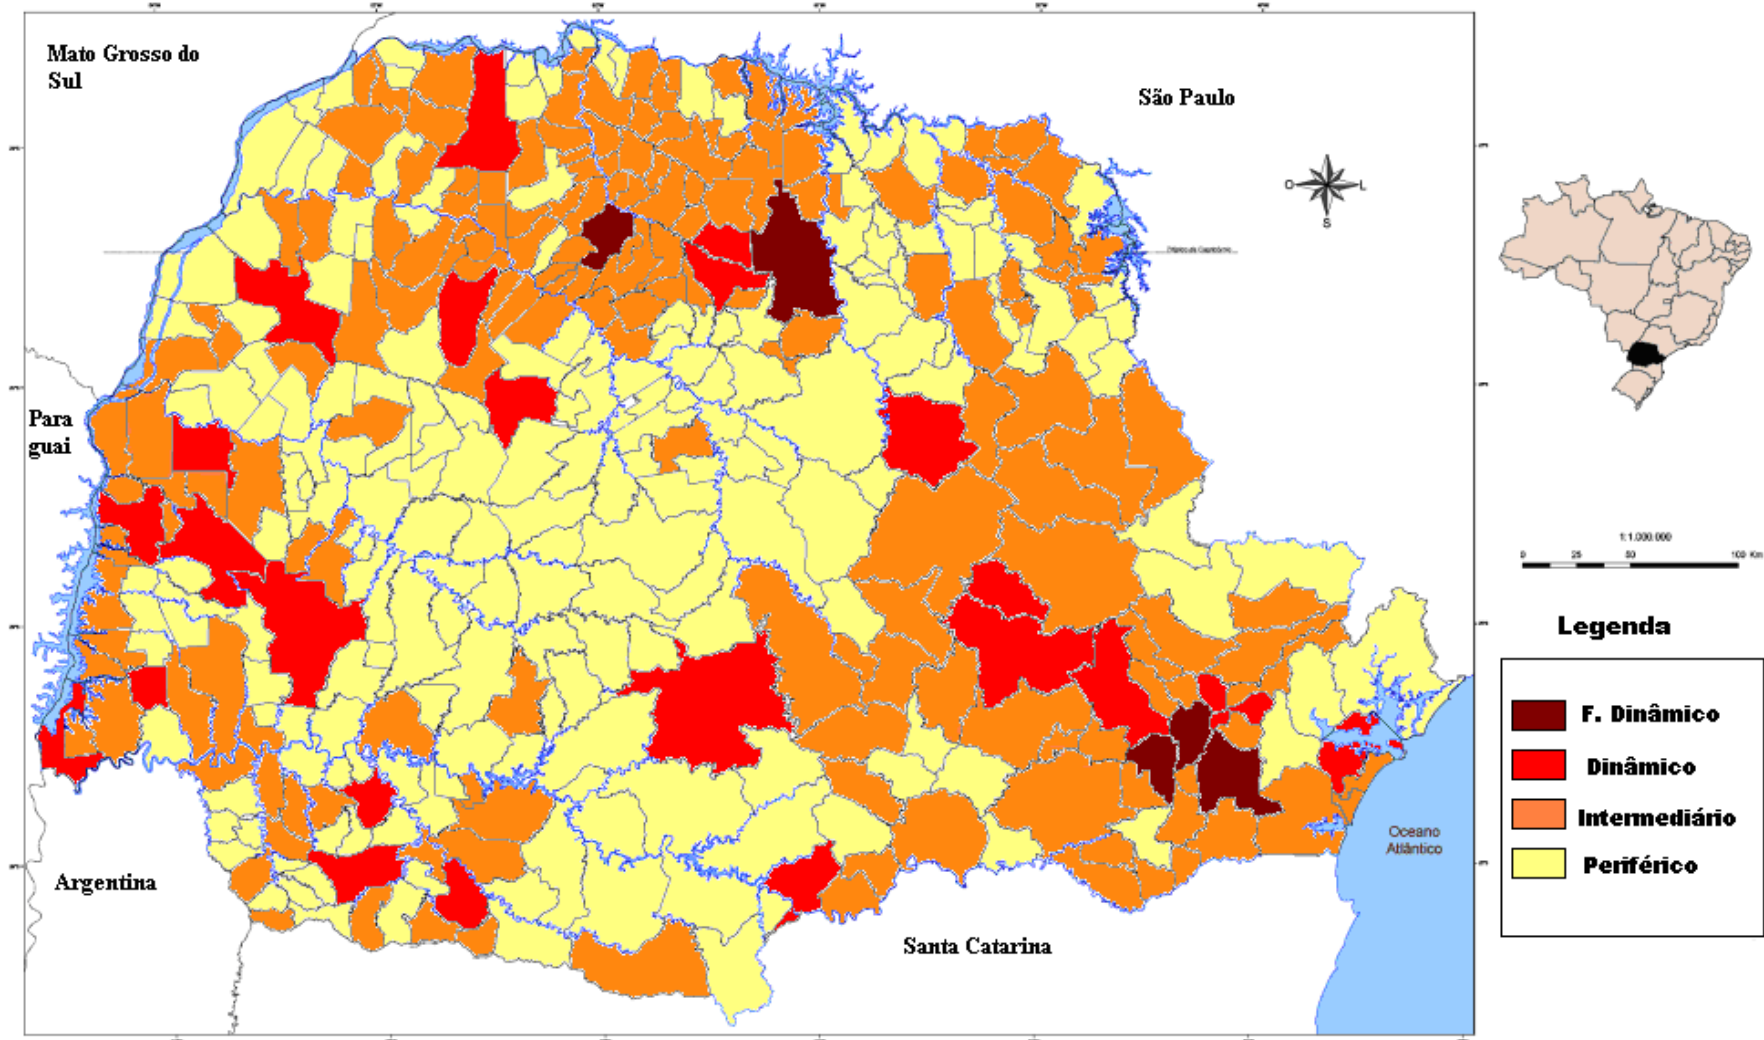 Mato Grosso do
Sul
São Paulo
O
L
S
Para
guai
1:1.000.000
0 25 50 100 Km
Legenda
F. Dinâmico
Dinâmico
Intermediário
Periférico
Oceano
Atlântico
Argentina
Santa Catarina